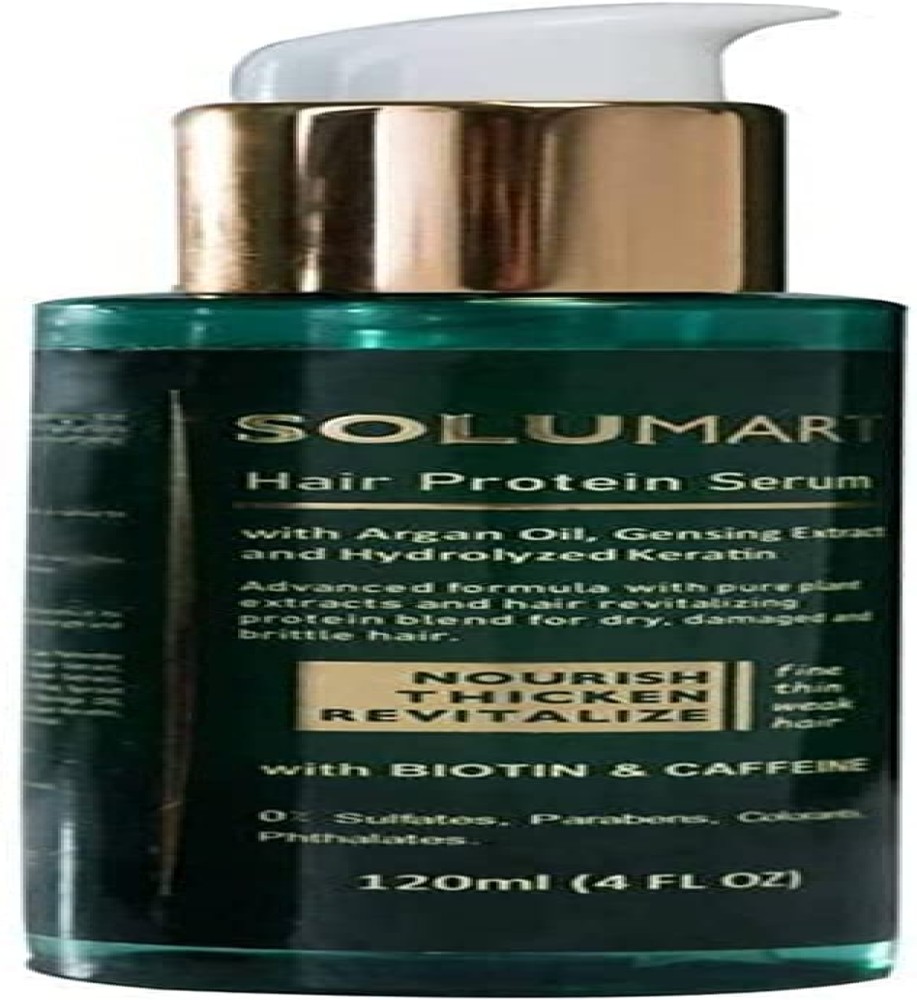 SOLUMART
Hair Protein Serum
with Argan Oil, Gensing Extract
and Hydrolyzed Keratin
Advanced formula with pure plant
extracts and hair revitalizing
protein blend for dry, damaged and
brittle hair.
NOURISH
THICKEN
REVITALIZE
fine
thin
weak
hair
with BIOTIN & CAFFEINE
0% Sulfates, Parabens, Colours,
Phthalates.
120ml (4 FL OZ)